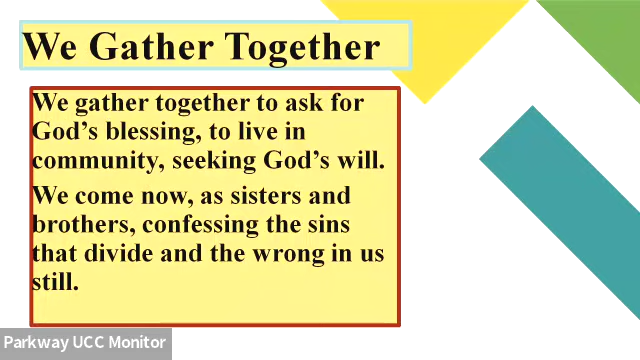 We Gather Together
We gather together to ask for
God's blessing, to live in
community, seeking God's will.
We come now, as sisters and
brothers, confessing the sins
that divide and the wrong in us
still.
Parkway UCC Monitor